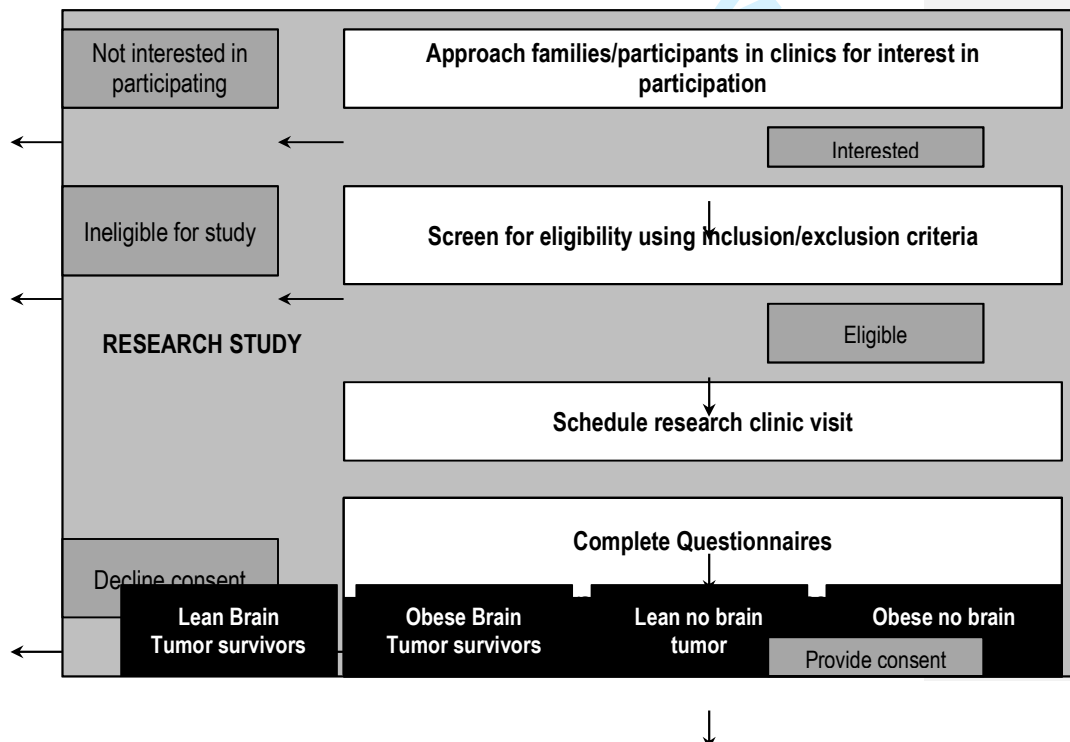 Not interested in
participating
Approach families/participants in clinics for interest in
participation
Interested
Ineligible for study
Screen for eligibility using inclusion/exclusion criteria
RESEARCH STUDY
Eligible
Schedule research clinic visit
Complete Questionnaires
Decline consent
Lean Brain
Tumor survivors
Obese Brain
Tumor survivors
Lean no brain
tumor
Obese no brain
Provide consent